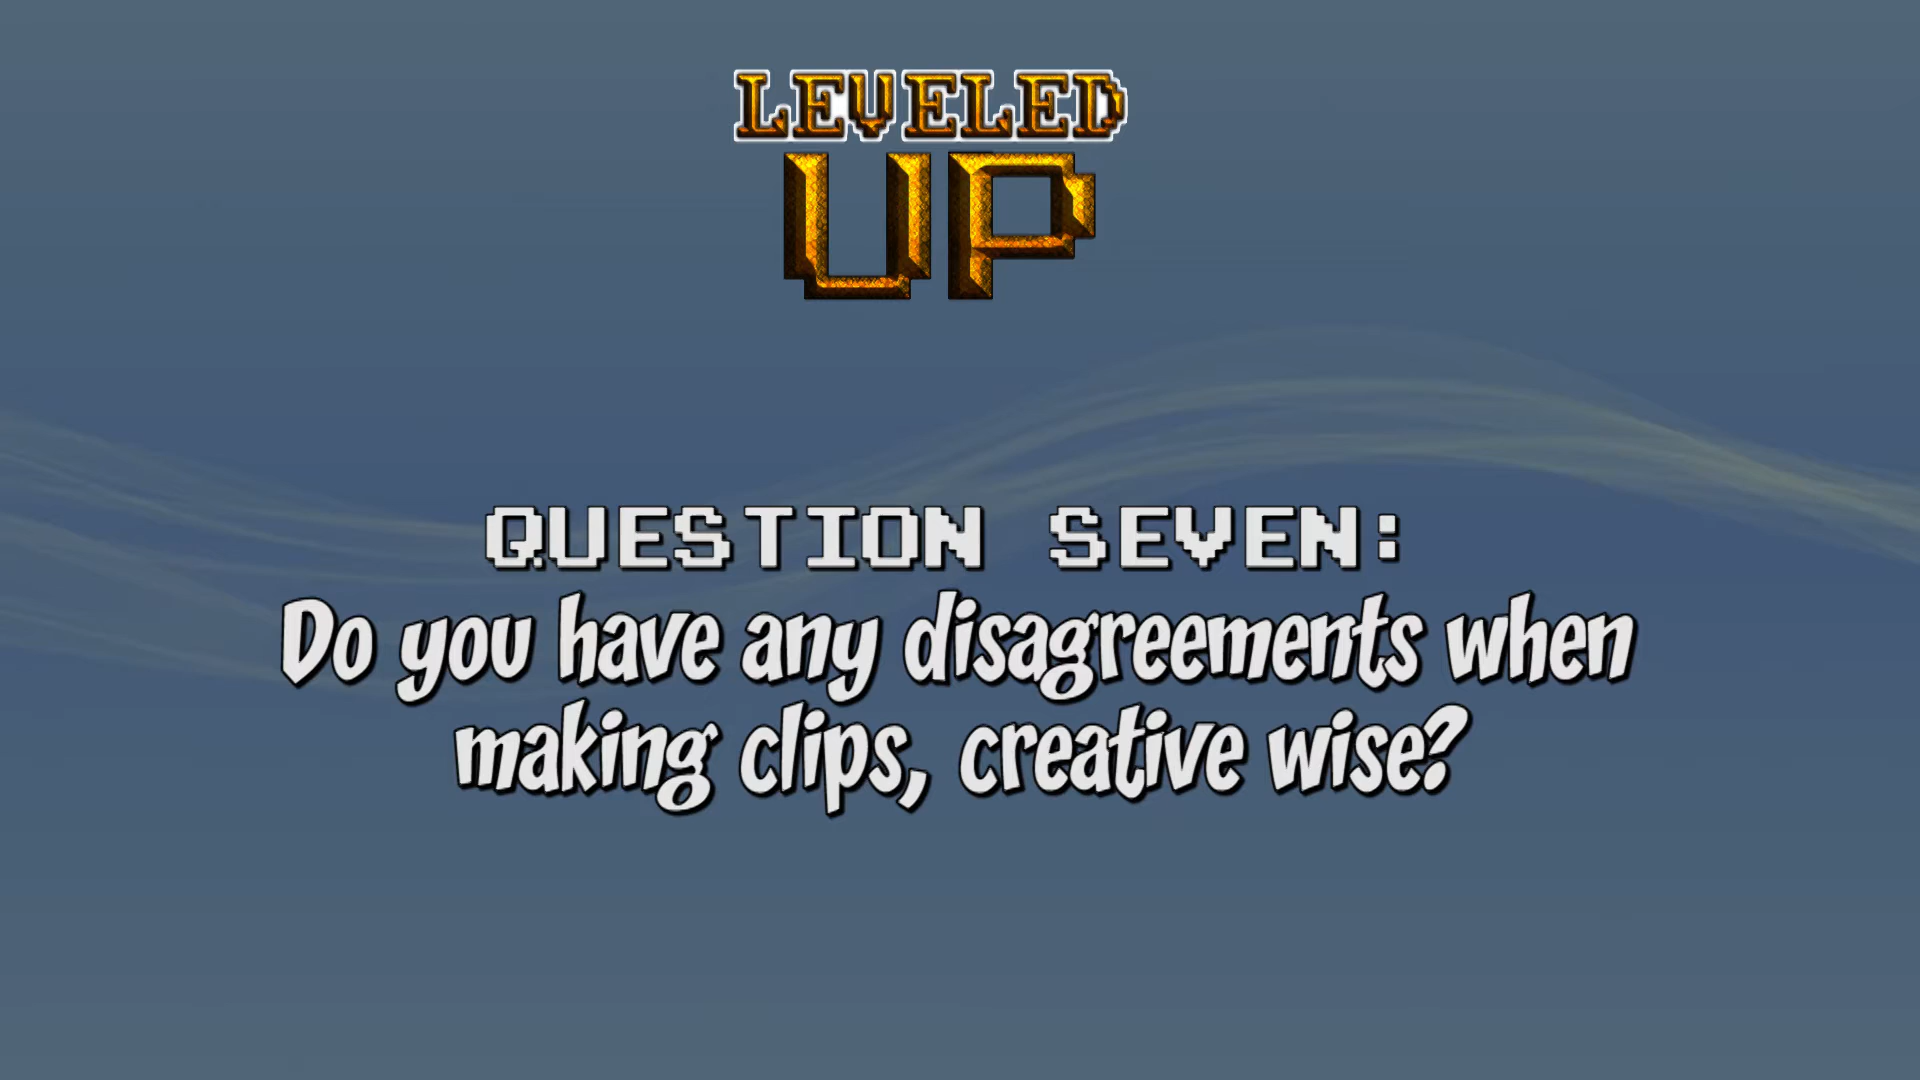 LEVELED
UP
QUESTION SEVEN:
Do you have any disagreements when
making clips, creative wise?